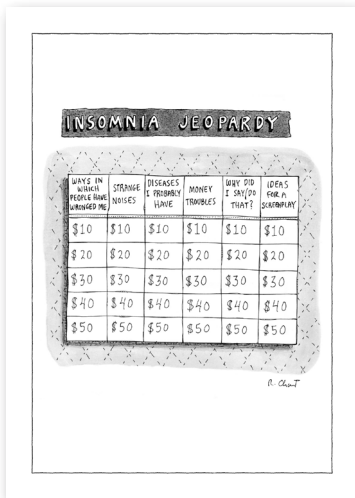 INSOMNIA JEOPARDY
WAYS IN WHICH PEOPLE HAVE WRONGED ME
STRANGE NOISES
DISEASES I PROBABLY HAVE
MONEY TROUBLES
WHY DID I SAY/DO THAT?
IDEAS FOR A SCREENPLAY
$10 $10 $10 $10 $10 $10
$20 $20 $20 $20 $20 $20
$30 $30 $30 $30 $30 $30
$40 $40 $40 $40 $40 $40
$50 $50 $50 $50 $50 $50
R. Chast